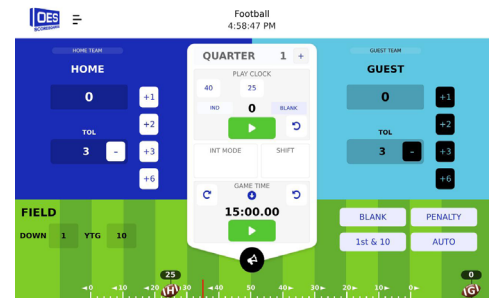 OES
SCOREBOARDS
Football
4:58:47 PM
HOME TEAM
HOME
0
+1
+2
TOL
3
-
+3
+6
QUARTER 1 +
PLAY CLOCK
40 25
IND 0 BLANK
INT MODE SHIFT
GAME TIME
15:00.00
GUEST TEAM
GUEST
0
+1
+2
TOL
3
-
+3
+6
FIELD
DOWN 1 YTG 10
BLANK PENALTY
1st & 10 AUTO
25 0
H G
0 10 20 30 40 50 40 30 20 10 0